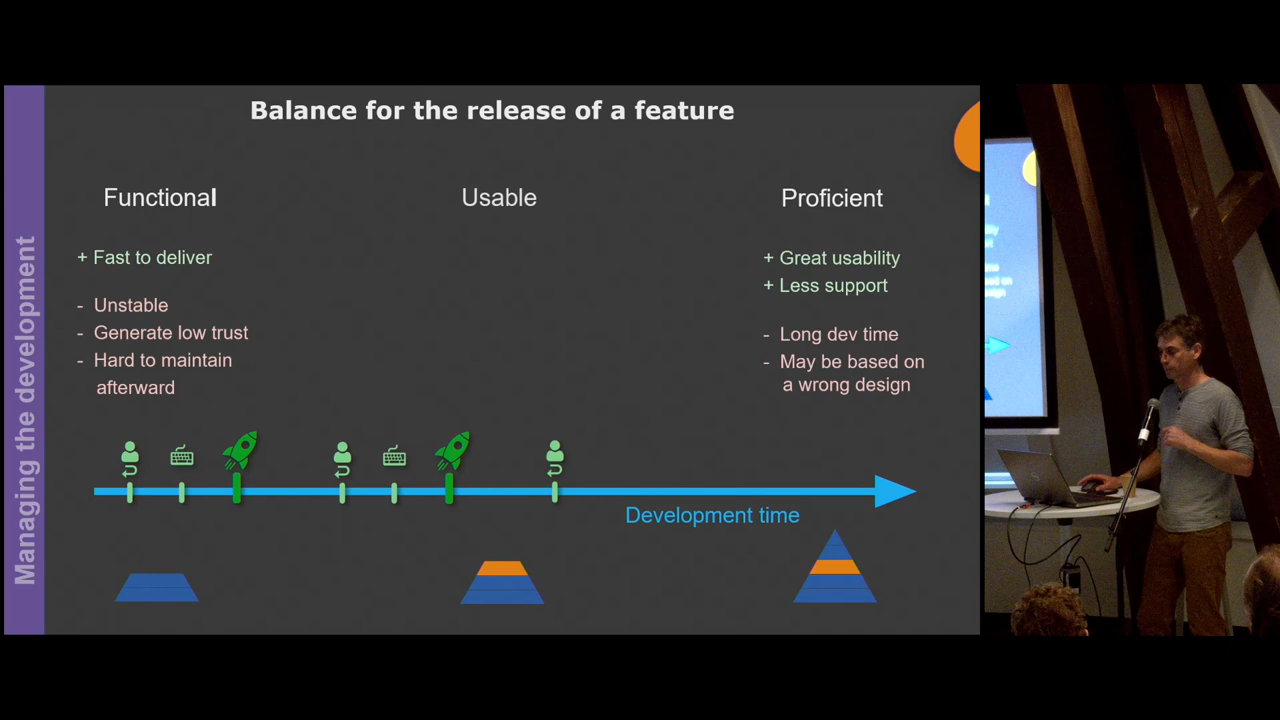 Managing the development
Balance for the release of a feature
Functional
+ Fast to deliver
- Unstable
- Generate low trust
- Hard to maintain
afterward
Usable
Proficient
+ Great usability
+ Less support
- Long dev time
- May be based on
a wrong design
Development time